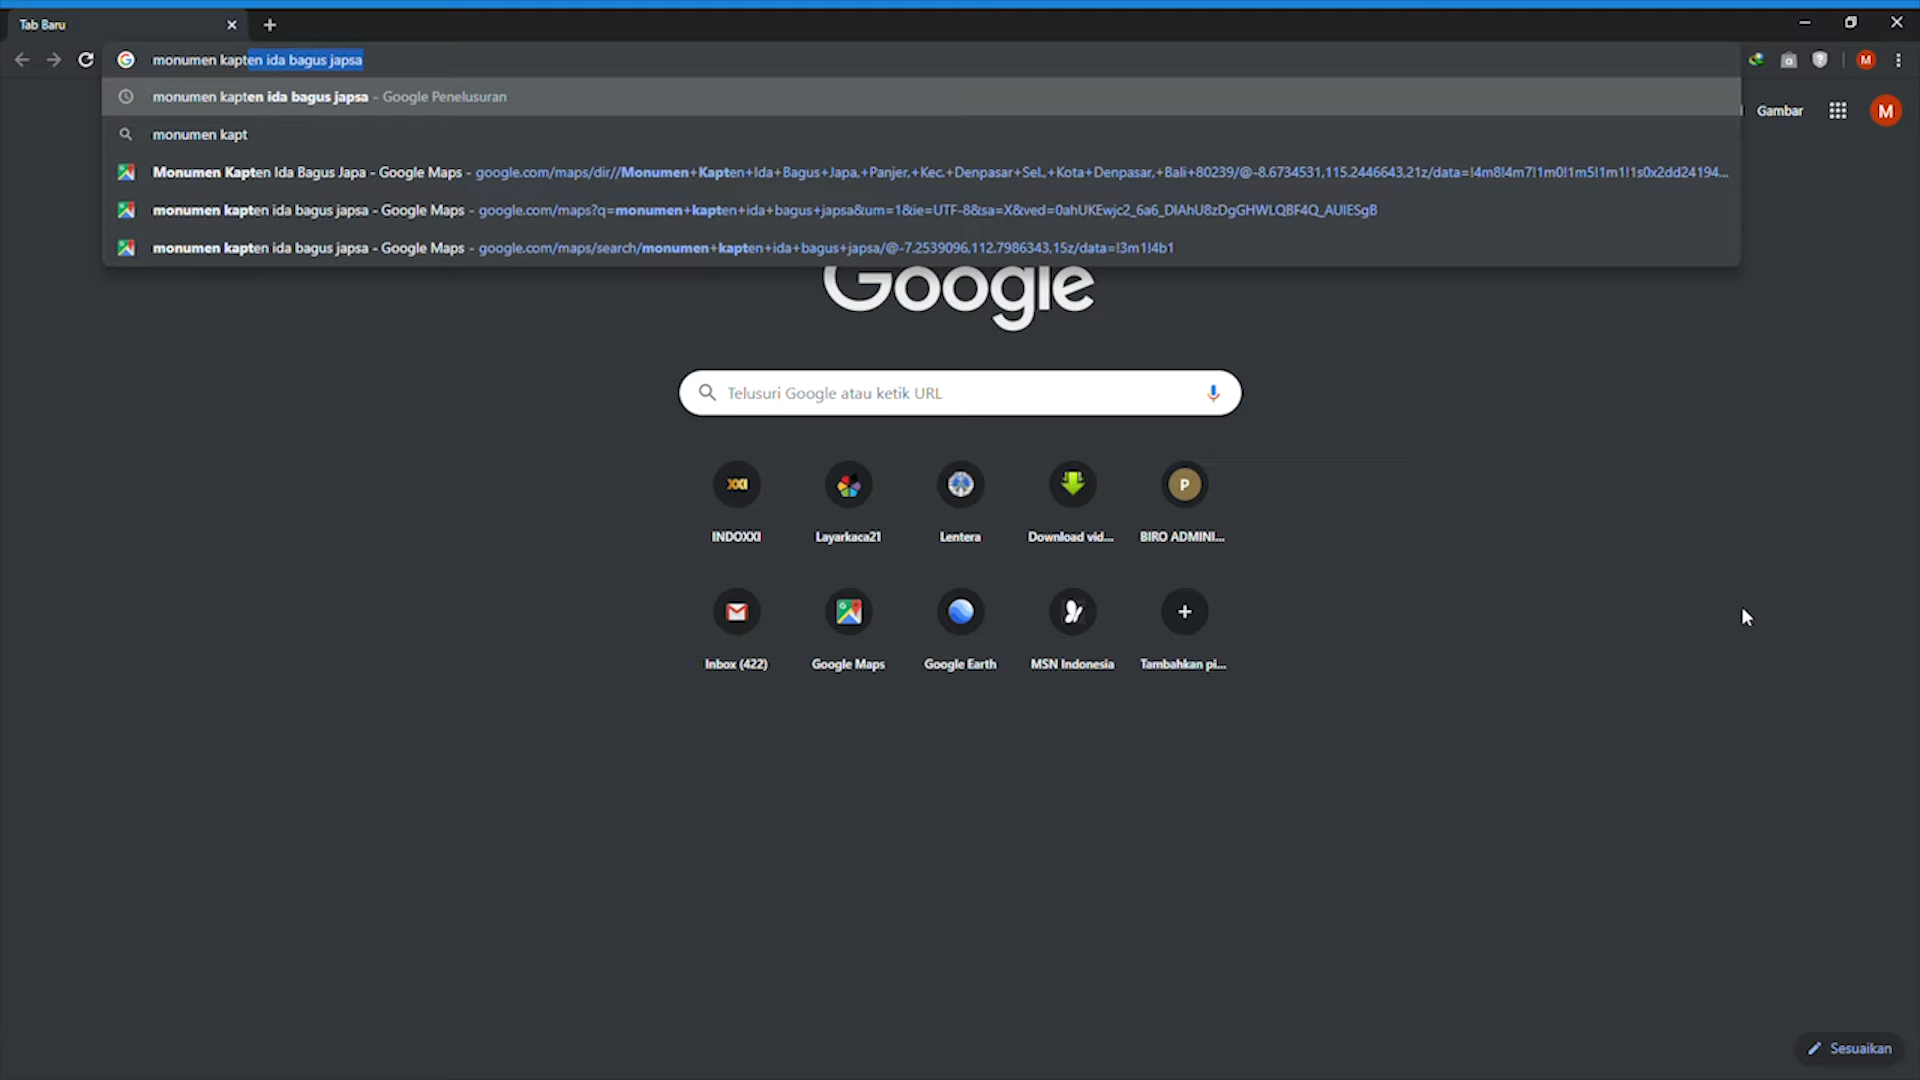 Tab Baru
monumen kapten ida bagus japsa
monumen kapten ida bagus japsa - Google Penelusuran
monumen kapt
Monumen Kapten Ida Bagus Japa - Google Maps - google.com/maps/dir//Monumen+Kapten+Ida+Bagus+Japa,+Panjer,+Kec.+Denpasar+Sel.,+Kota+Denpasar,+Bali+80239/@-8.6734531,115.2446643,21z/data=!4m8!4m7!1m0!1m5!1m1!1s0x2dd24194...
monumen kapten ida bagus japsa - Google Maps - google.com/maps?q=monumen+kapten+ida+bagus+japsa&um=1&ie=UTF-8&sa=X&ved=0ahUKEwjc2_6a6_DIAhU8zDgGHWLQBF4Q_AUIESgB
monumen kapten ida bagus japsa - Google Maps - google.com/maps/search/monumen+kapten+ida+bagus+japsa/@-7.2539096,112.7986343,15z/data=!3m1!4b1
Gambar
M
M
Google
Telusuri Google atau ketik URL
XXI
P
INDOXXI
Layarkaca21
Lentera
Download vid...
BIRO ADMINI...
Inbox (422)
Google Maps
Google Earth
MSN Indonesia
Tambahkan pi...
Sesuaikan